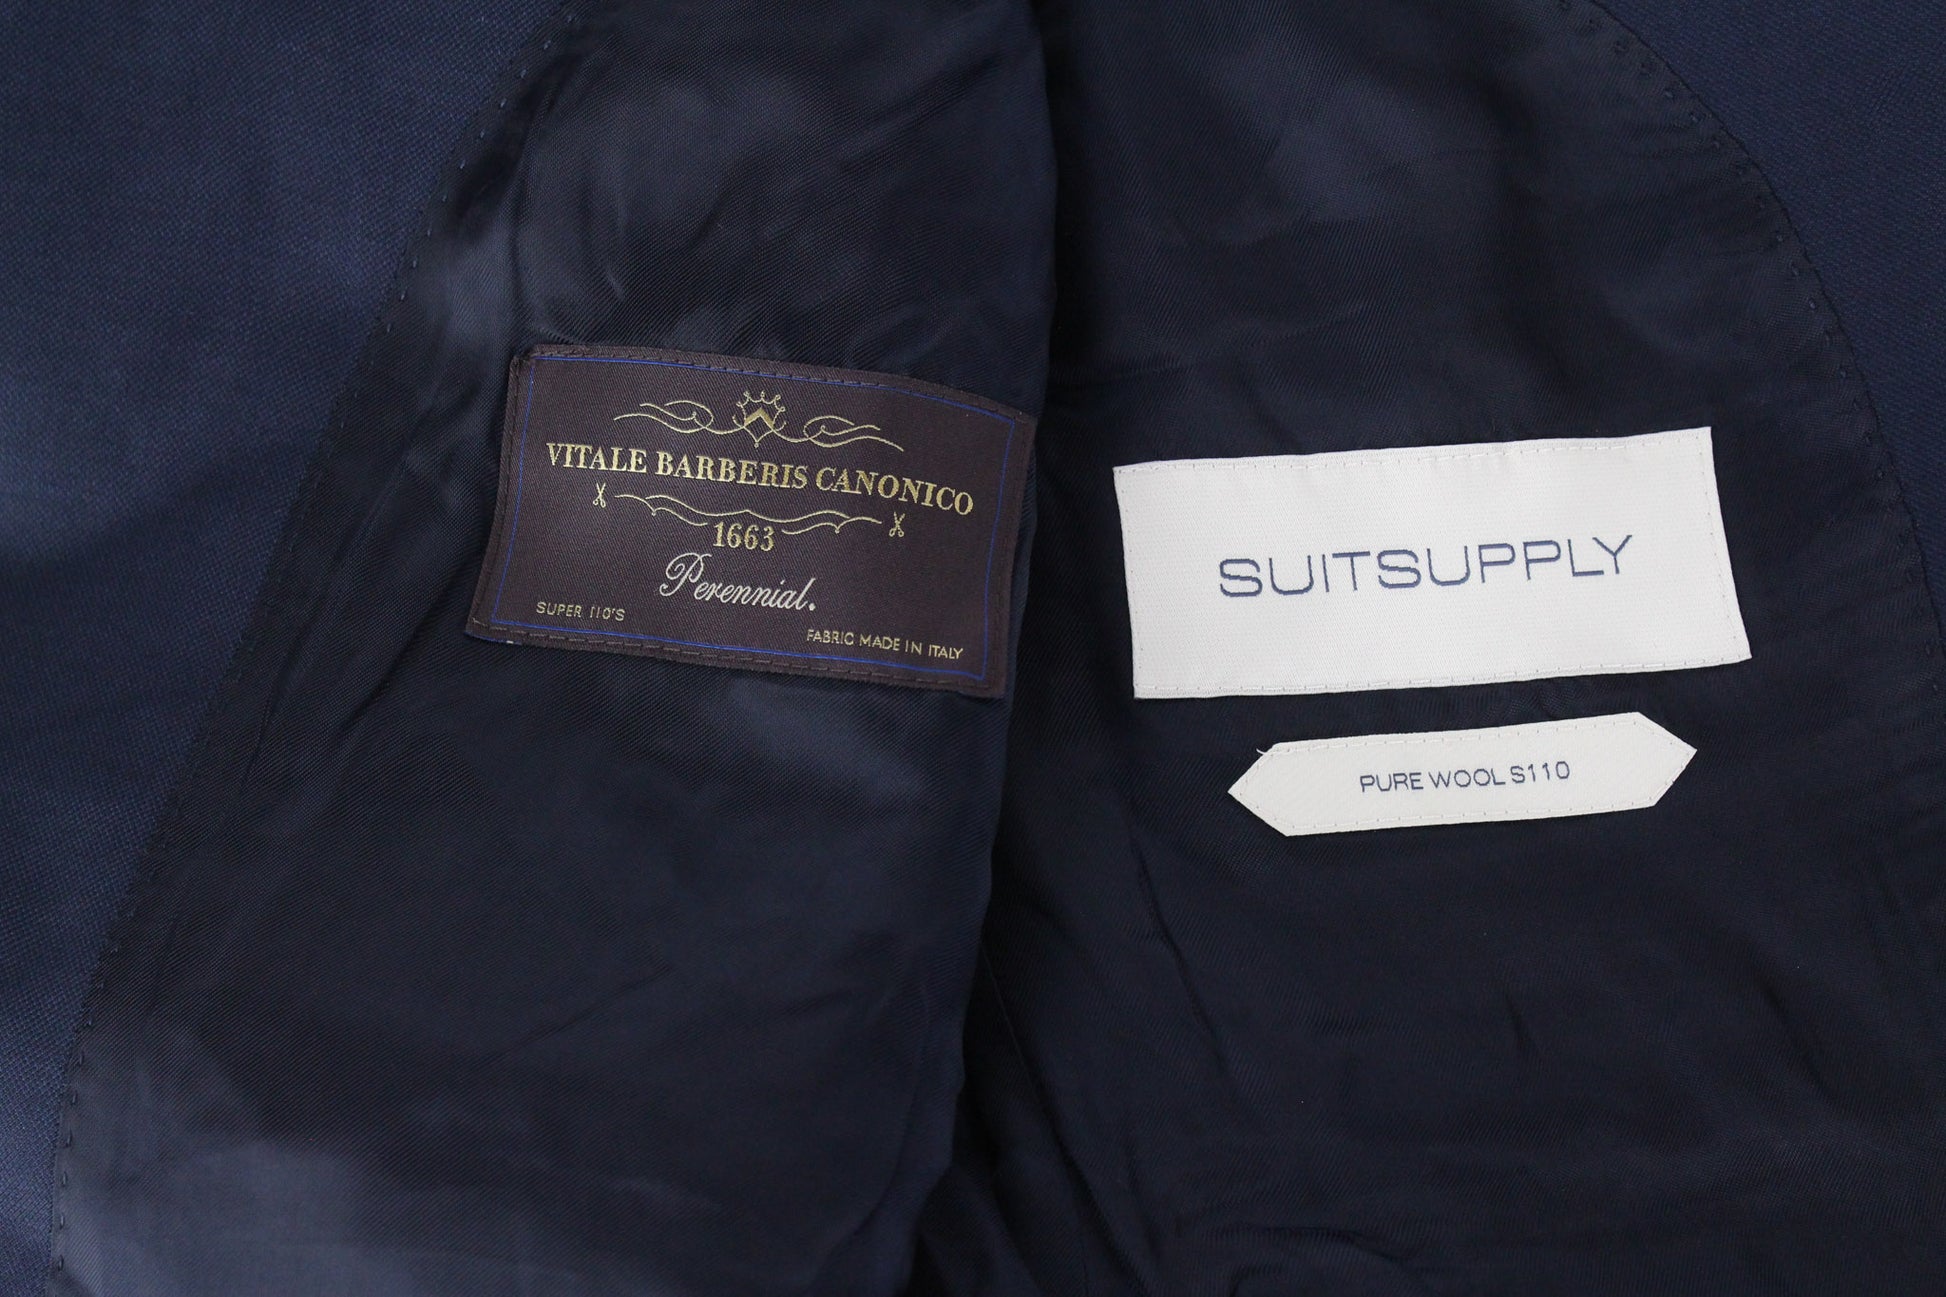 VITALE BARBERIS CANONICO
1663
Perennial.
SUPER 110'S
FABRIC MADE IN ITALY
SUITSUPPLY
PURE WOOL S110